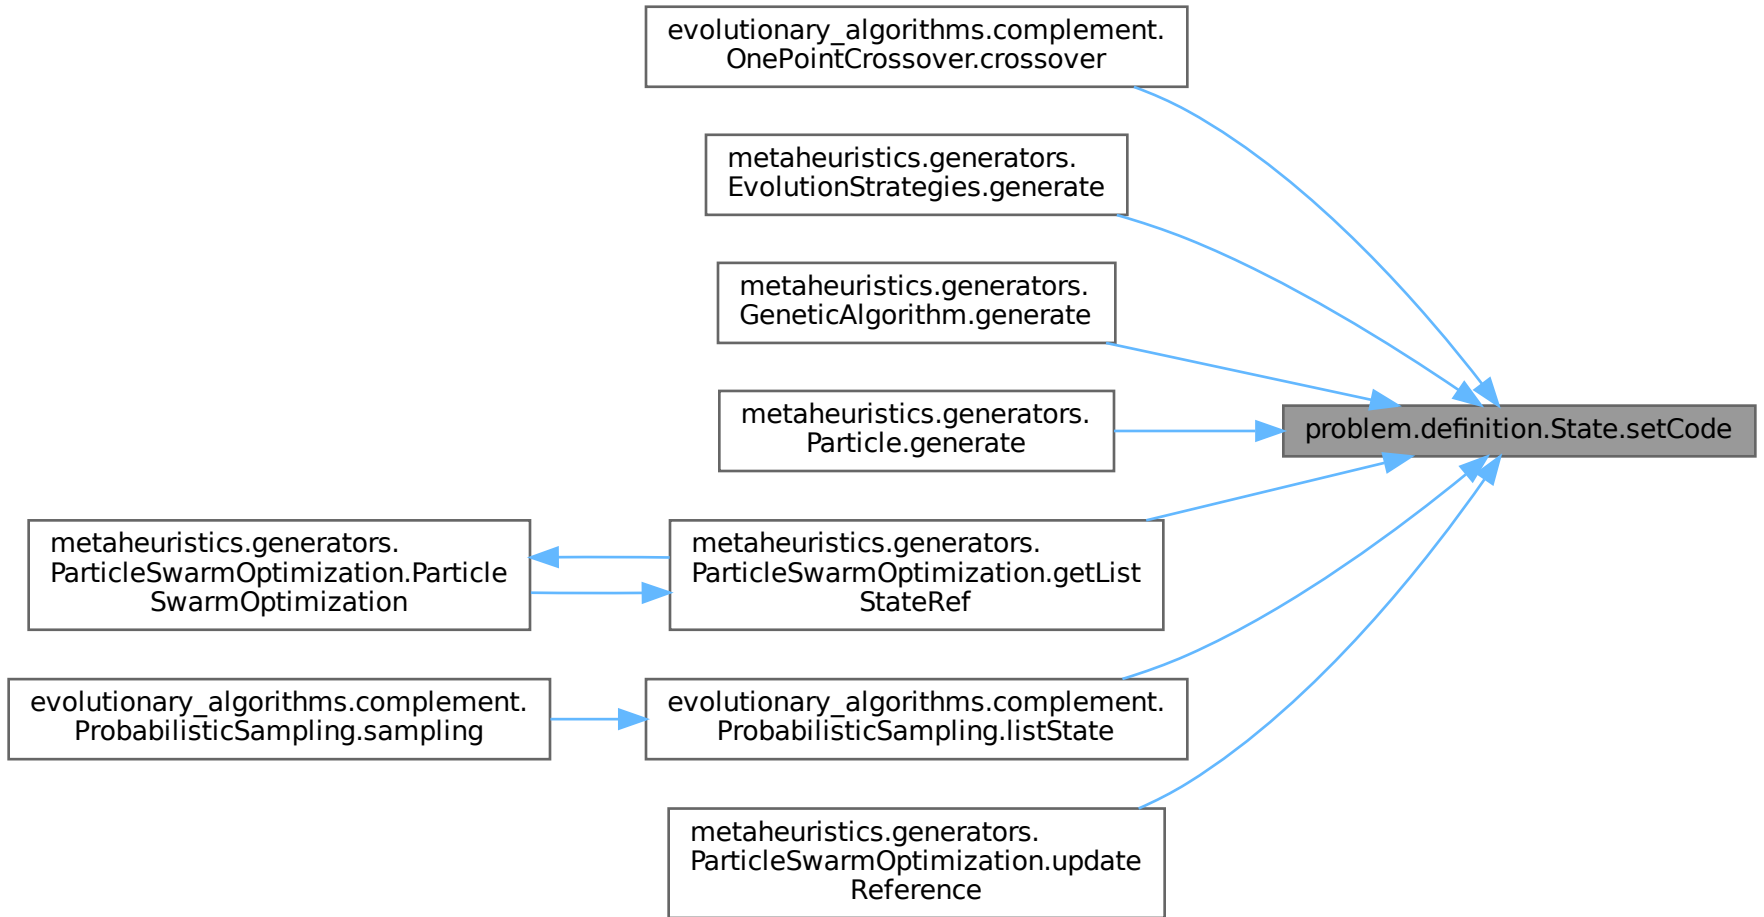 evolutionary_algorithms.complement.
OnePointCrossover.crossover
metaheuristics.generators.
EvolutionStrategies.generate
metaheuristics.generators.
GeneticAlgorithm.generate
metaheuristics.generators.
Particle.generate
problem.definition.State.setCode
metaheuristics.generators.
ParticleSwarmOptimization.Particle
SwarmOptimization
metaheuristics.generators.
ParticleSwarmOptimization.getList
StateRef
evolutionary_algorithms.complement.
ProbabilisticSampling.sampling
evolutionary_algorithms.complement.
ProbabilisticSampling.listState
metaheuristics.generators.
ParticleSwarmOptimization.update
Reference